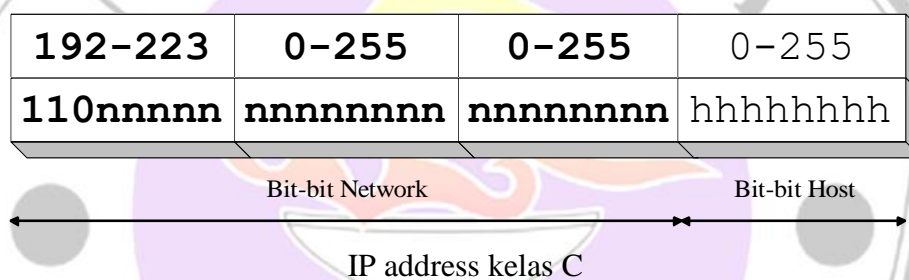 192-223 0-255 0-255 0-255
110nnnnn nnnnnnnn nnnnnnnn hhhhhhhh
Bit-bit Network Bit-bit Host
IP address kelas C